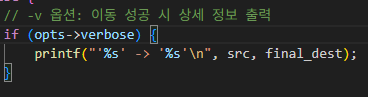 // -v 옵션: 이동 성공 시 상세 정보 출력
if (opts->verbose) {
printf("'%s' -> '%s'\n", src, final_dest);
}